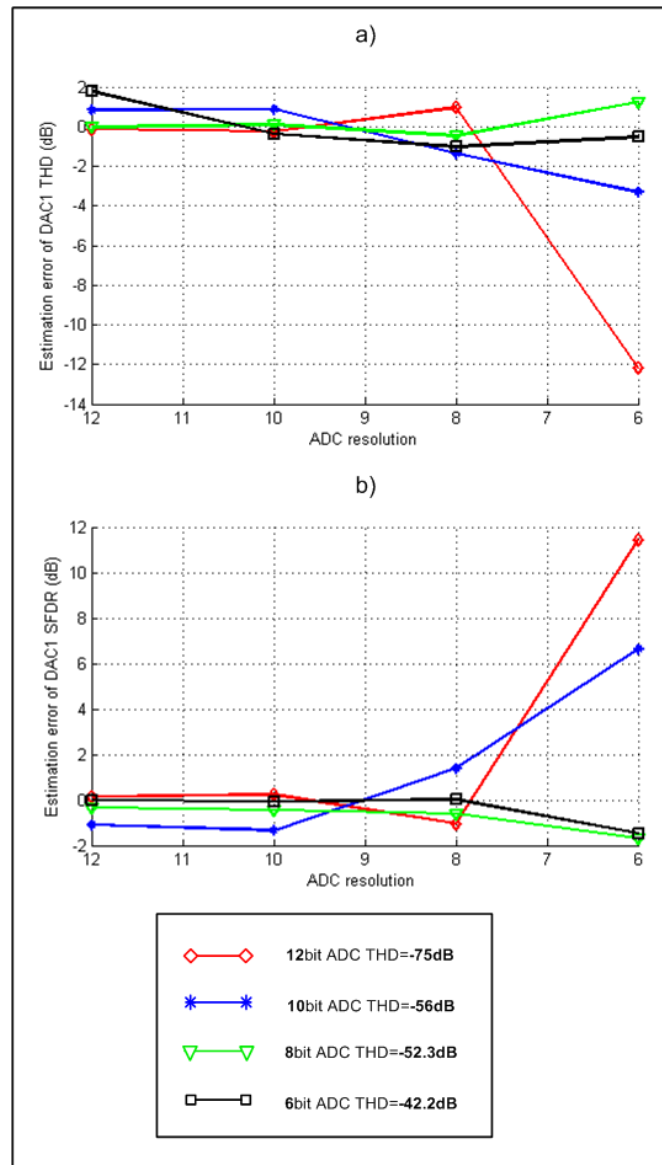 a)
2
0
-2
-4
-6
-8
-10
-12
-14
Estimation error of DAC1 THD (dB)
12 11 10 9 8 7 6
ADC resolution
b)
12
10
8
6
4
2
0
-2
Estimation error of DAC1 SFDR (dB)
12 11 10 9 8 7 6
ADC resolution
12bit ADC THD=-75dB
10bit ADC THD=-56dB
8bit ADC THD=-52.3dB
6bit ADC THD=-42.2dB